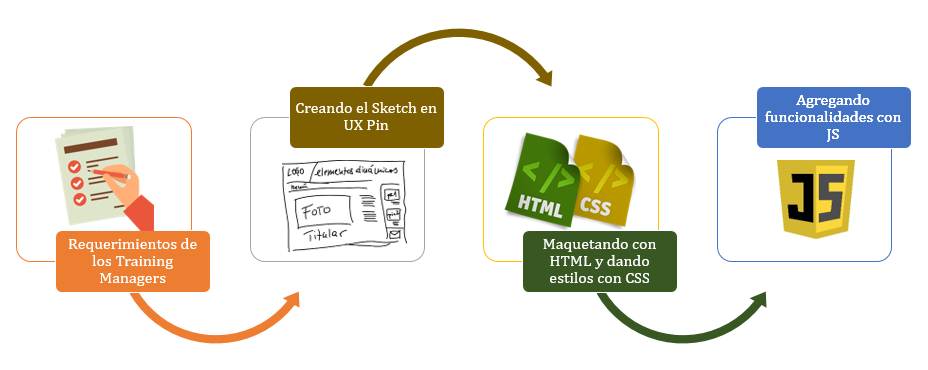 Requerimientos de
los Training
Managers
Creando el Sketch en
UX Pin
LOGO
elementos dinámicos
Menú
FOTO
Titular
HTML
CSS
Maquetando con
HTML y dando
estilos con CSS
Agregando
funcionalidades con
JS
JS